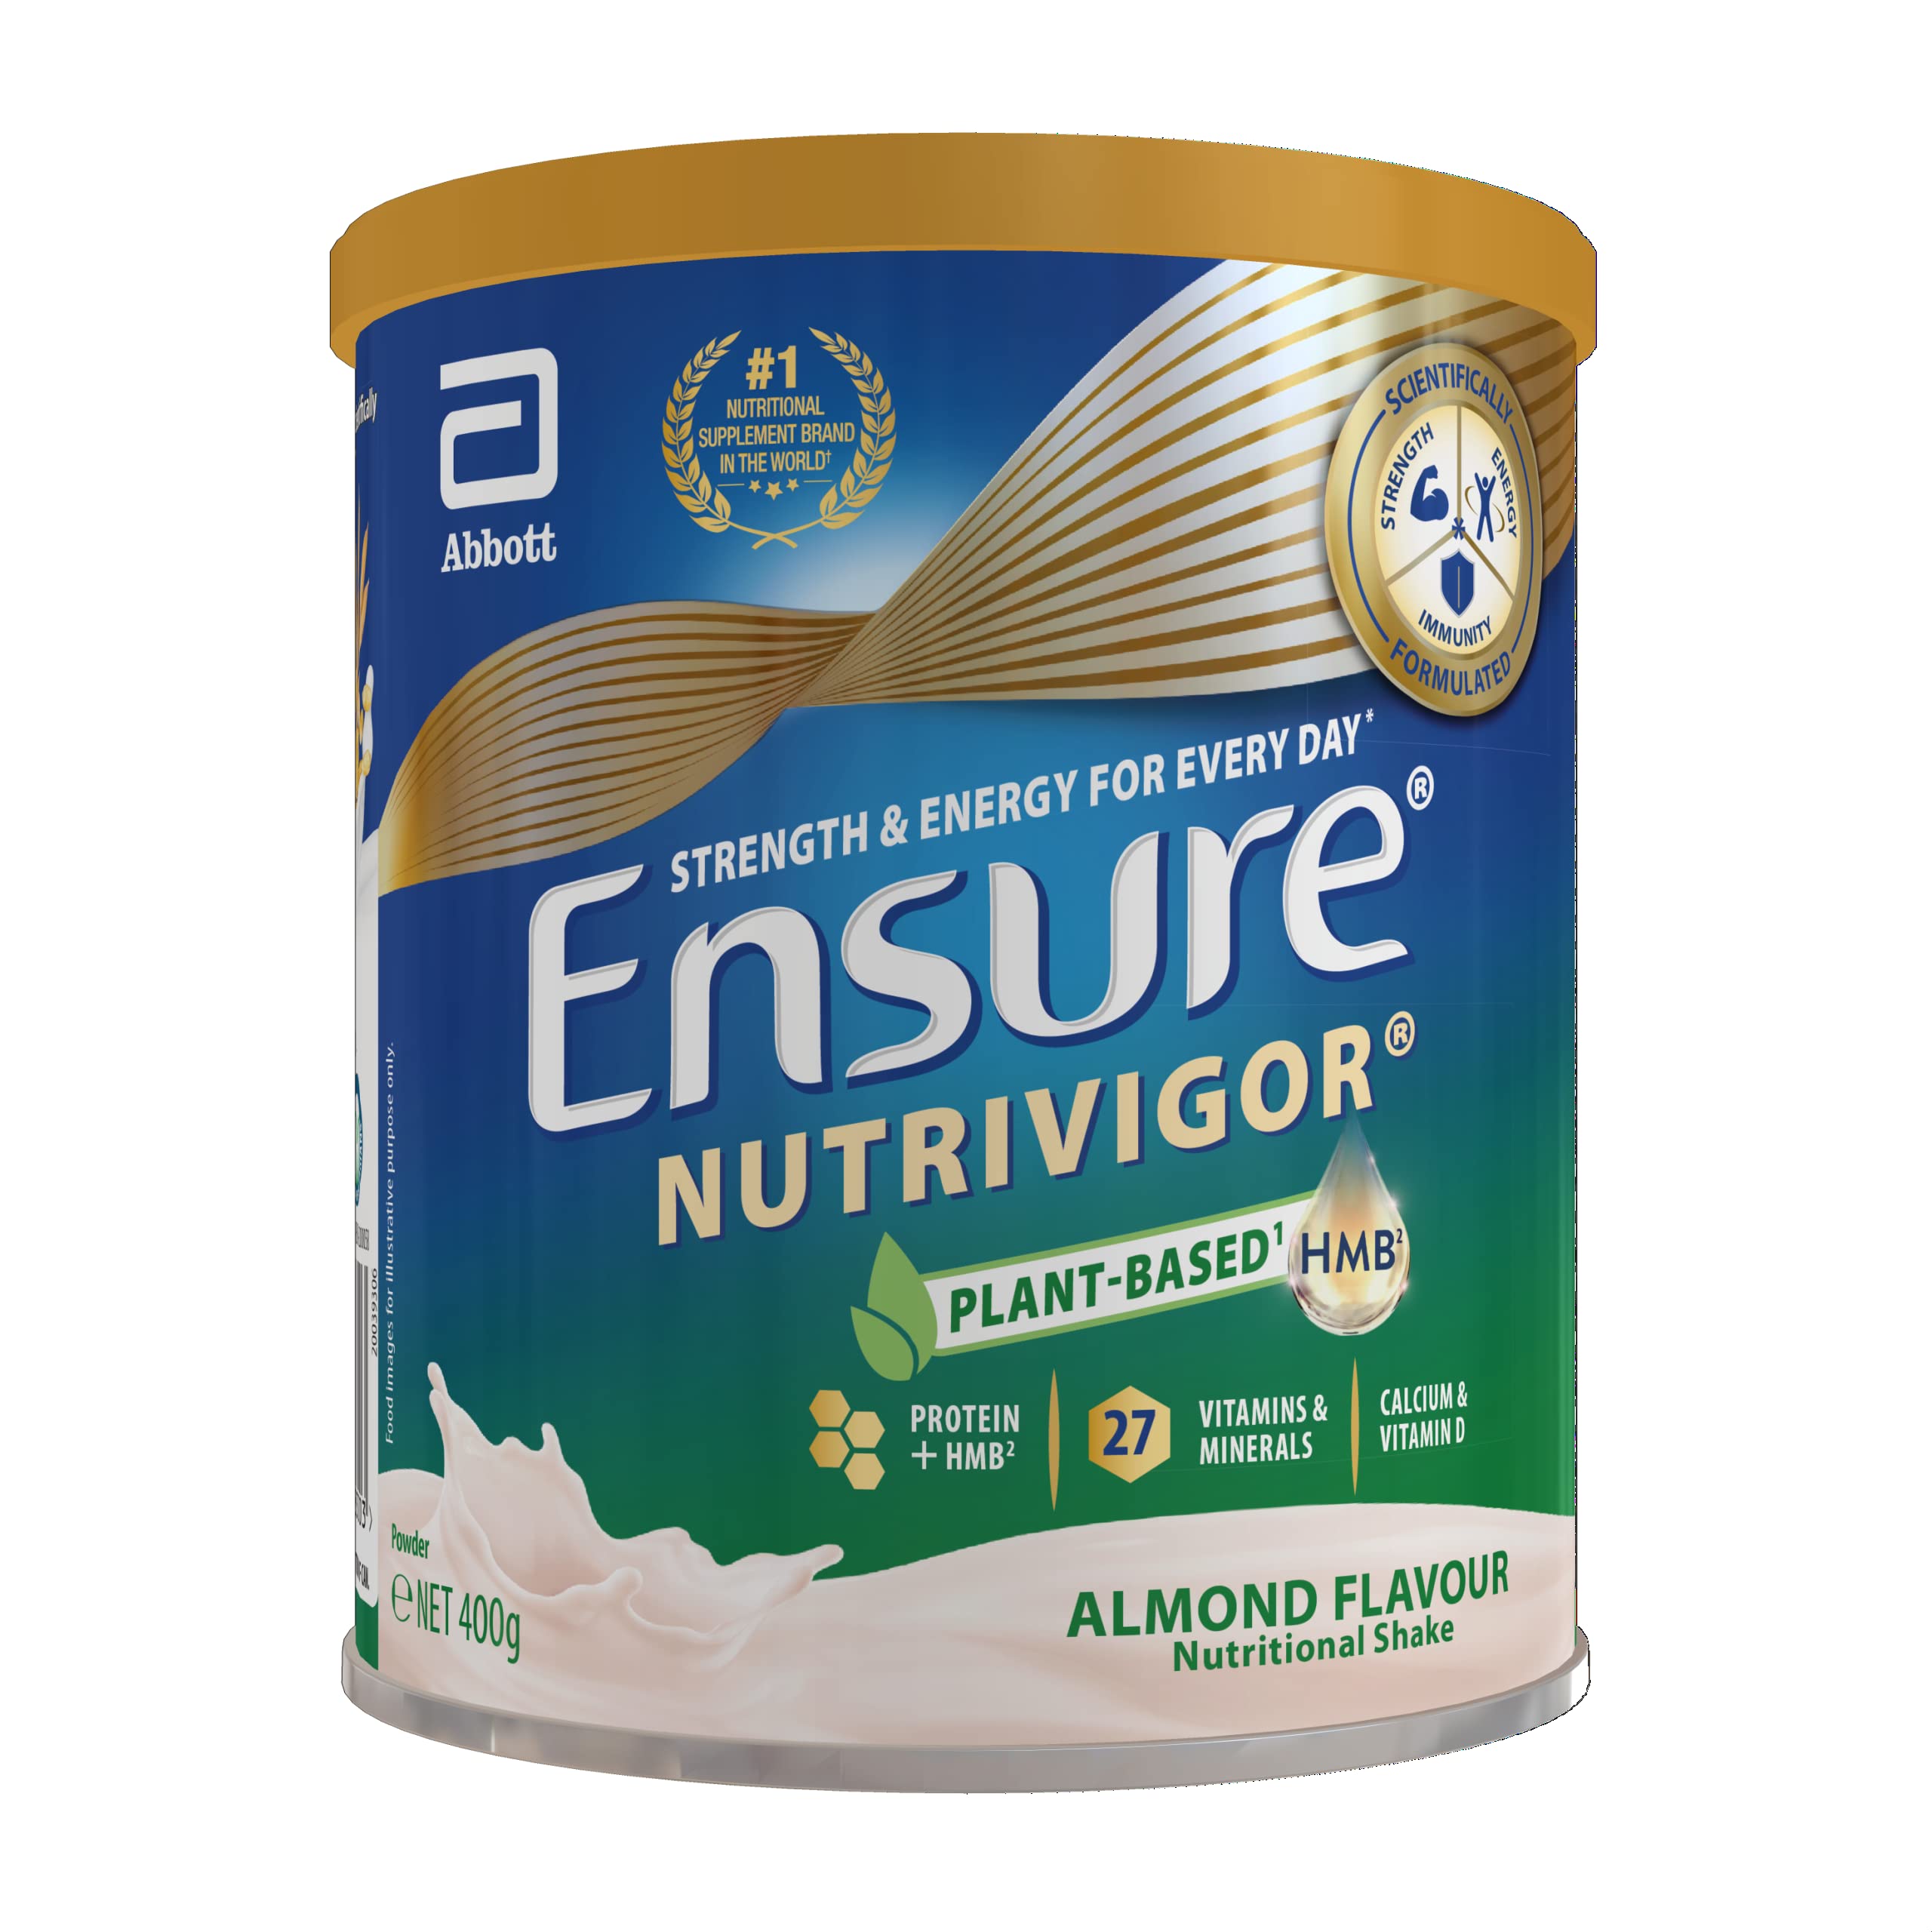 Abbott
#1
NUTRITIONAL
SUPPLEMENT BRAND
IN THE WORLD†
SCIENTIFICALLY
STRENGTH
ENERGY
IMMUNITY
FORMULATED
STRENGTH & ENERGY FOR EVERY DAY*
Ensure®
NUTRIVIGOR®
PLANT-BASED¹
HMB²
PROTEIN
+ HMB²
27
VITAMINS &
MINERALS
CALCIUM &
VITAMIN D
Food images for illustrative purpose only.
20039306
Powder
℮ NET 400g
ALMOND FLAVOUR
Nutritional Shake